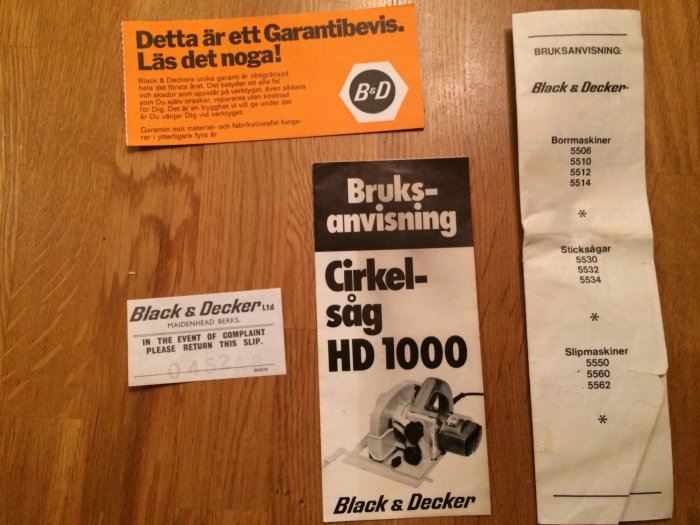 Detta är ett Garantibevis.
Läs det noga!
Black & Deckers unika garanti är obegränsad
hela det första året. Det betyder att alla fel
och skador som uppstår på verktyget, även sådana
som Du själv orsakar, repareras utan kostnad
för Dig. Det är en trygghet vi vill ge under det
år Du vänjer Dig vid verktyget.
Garantin mot material- och fabrikationsfel funge-
rar i ytterligare fyra år.
B&D
Black & Decker Ltd
MAIDENHEAD BERKS.
IN THE EVENT OF COMPLAINT
PLEASE RETURN THIS SLIP.
Bruks-
anvisning
Cirkel-
såg
HD 1000
Black & Decker
BRUKSANVISNING:
Black & Decker
Borrmaskiner
5506
5510
5512
5514
*
Sticksågar
5530
5532
5534
*
Slipmaskiner
5550
5560
5562
*